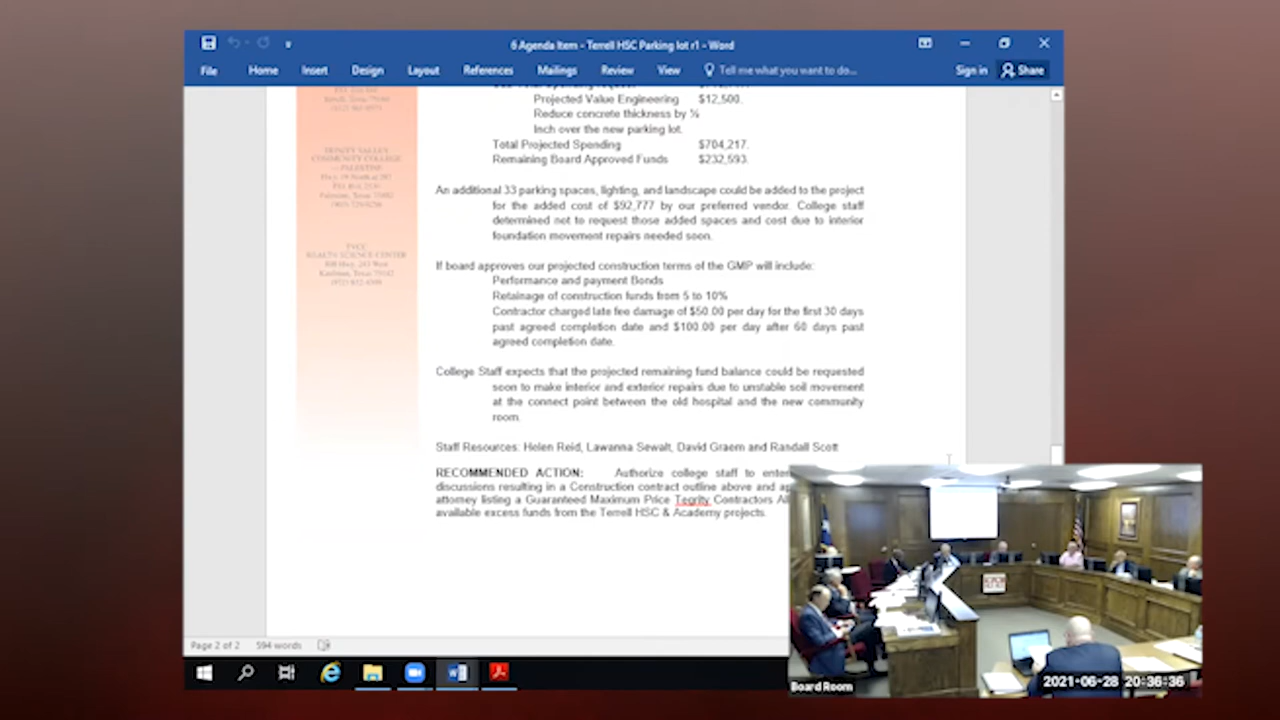 6 Agenda Item - Terrell HSC Parking lot r1 - Word
File Home Insert Design Layout References Mailings Review View Tell me what you want to do... Sign in Share
Projected Value Engineering $12,500.
Reduce concrete thickness by ½
Inch over the new parking lot.
Total Projected Spending $704,217.
Remaining Board Approved Funds $232,593.
TRINITY VALLEY
COMMUNITY COLLEGE
PALESTINE
Palestine, Texas
An additional 33 parking spaces, lighting, and landscape could be added to the project
for the added cost of $92,777 by our preferred vendor. College staff
determined not to request those added spaces and cost due to interior
foundation movement repairs needed soon.
TVCC
HEALTH SCIENCE CENTER
If board approves our projected construction terms of the GMP will include:
Performance and payment Bonds
Retainage of construction funds from 5 to 10%
Contractor charged late fee damage of $50.00 per day for the first 30 days
past agreed completion date and $100.00 per day after 60 days past
agreed completion date.
College Staff expects that the projected remaining fund balance could be requested
soon to make interior and exterior repairs due to unstable soil movement
at the connect point between the old hospital and the new community
room.
Staff Resources: Helen Reid, Lawanna Sewalt, David Graem and Randall Scott
RECOMMENDED ACTION: Authorize college staff to enter
discussions resulting in a Construction contract outline above and
attorney listing a Guaranteed Maximum Price Tegrity Contractors
available excess funds from the Terrell HSC & Academy projects.
Page 2 of 2 594 words
Board Room
2021-06-28 20:36:36